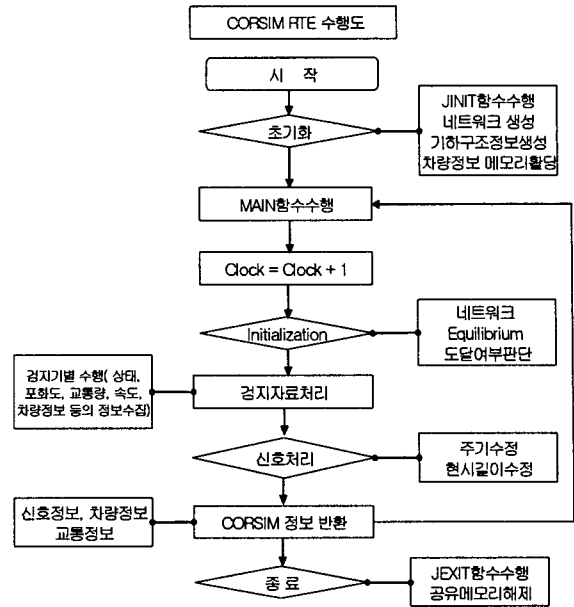 CORSIM RTE 수행도
시 작
초기화
JINIT함수수행
네트워크 생성
기하구조정보생성
차량정보 메모리활당
MAIN함수수행
Clock = Clock + 1
Initialization
네트워크
Equilibrium
도달여부판단
검지기별 수행( 상태,
포화도, 교통량, 속도,
차량정보 등의 정보수집)
검지자료처리
신호처리
주기수정
현시길이수정
신호정보, 차량정보
교통정보
CORSIM 정보 반환
종 료
JEXIT함수수행
공유메모리해제